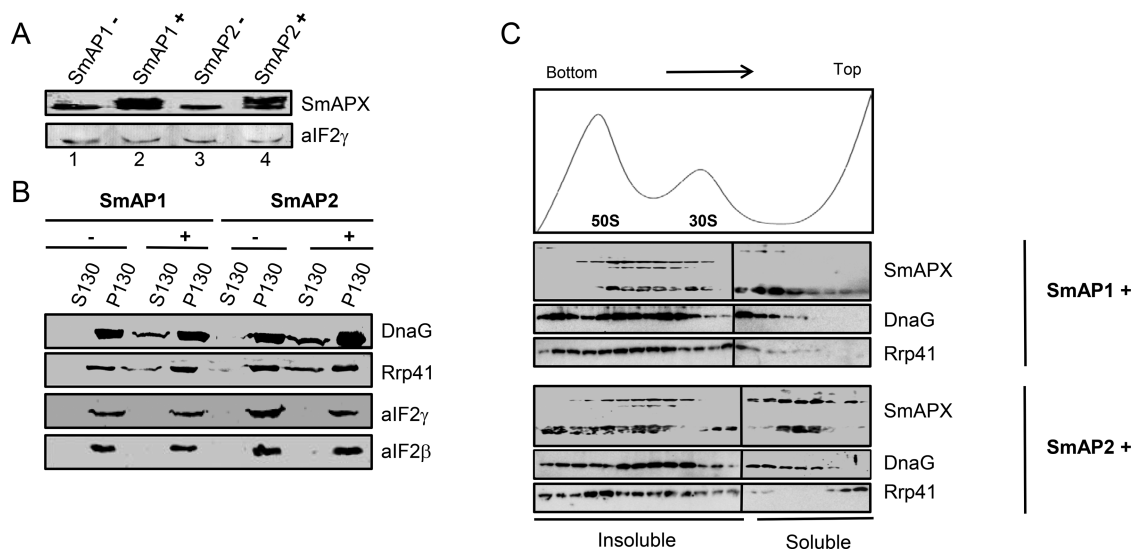 A
SmAP1 - SmAP1 + SmAP2 - SmAP2 +
SmAPX
aIF2γ
1 2 3 4
B
SmAP1 SmAP2
- + - +
S130 P130 S130 P130 S130 P130 S130 P130
DnaG
Rrp41
aIF2γ
aIF2β
C
Bottom Top
50S 30S
SmAPX
DnaG
Rrp41
SmAP1 +
SmAPX
DnaG
Rrp41
SmAP2 +
Insoluble Soluble